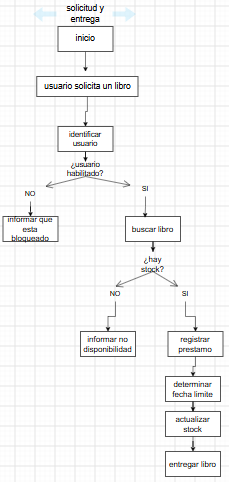 solicitud y
entrega
inicio
usuario solicita un libro
identificar
usuario
¿usuario
habilitado?
NO
SI
informar que
esta
bloqueado
buscar libro
¿hay
stock?
NO
SI
informar no
disponibilidad
registrar
prestamo
determinar
fecha limite
actualizar
stock
entregar libro